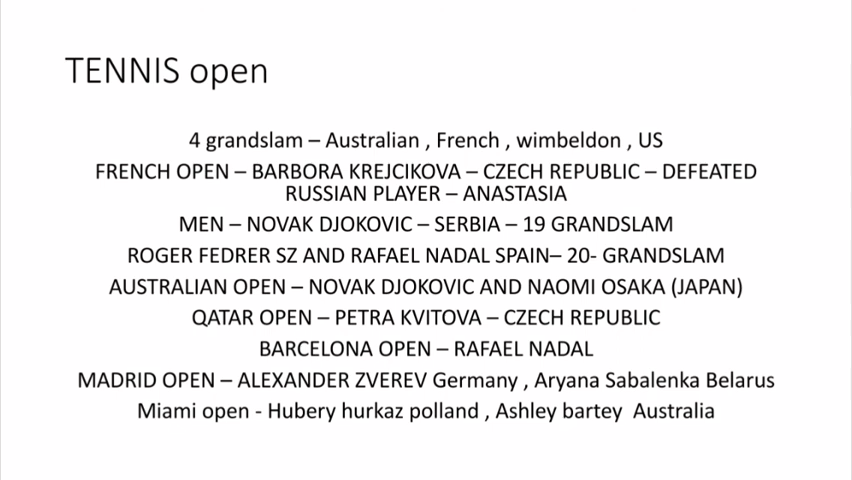 TENNIS open
4 grandslam – Australian , French , wimbeldon , US
FRENCH OPEN – BARBORA KREJCIKOVA – CZECH REPUBLIC – DEFEATED
RUSSIAN PLAYER – ANASTASIA
MEN – NOVAK DJOKOVIC – SERBIA – 19 GRANDSLAM
ROGER FEDRER SZ AND RAFAEL NADAL SPAIN– 20- GRANDSLAM
AUSTRALIAN OPEN – NOVAK DJOKOVIC AND NAOMI OSAKA (JAPAN)
QATAR OPEN – PETRA KVITOVA – CZECH REPUBLIC
BARCELONA OPEN – RAFAEL NADAL
MADRID OPEN – ALEXANDER ZVEREV Germany , Aryana Sabalenka Belarus
Miami open - Hubery hurkaz polland , Ashley bartey  Australia